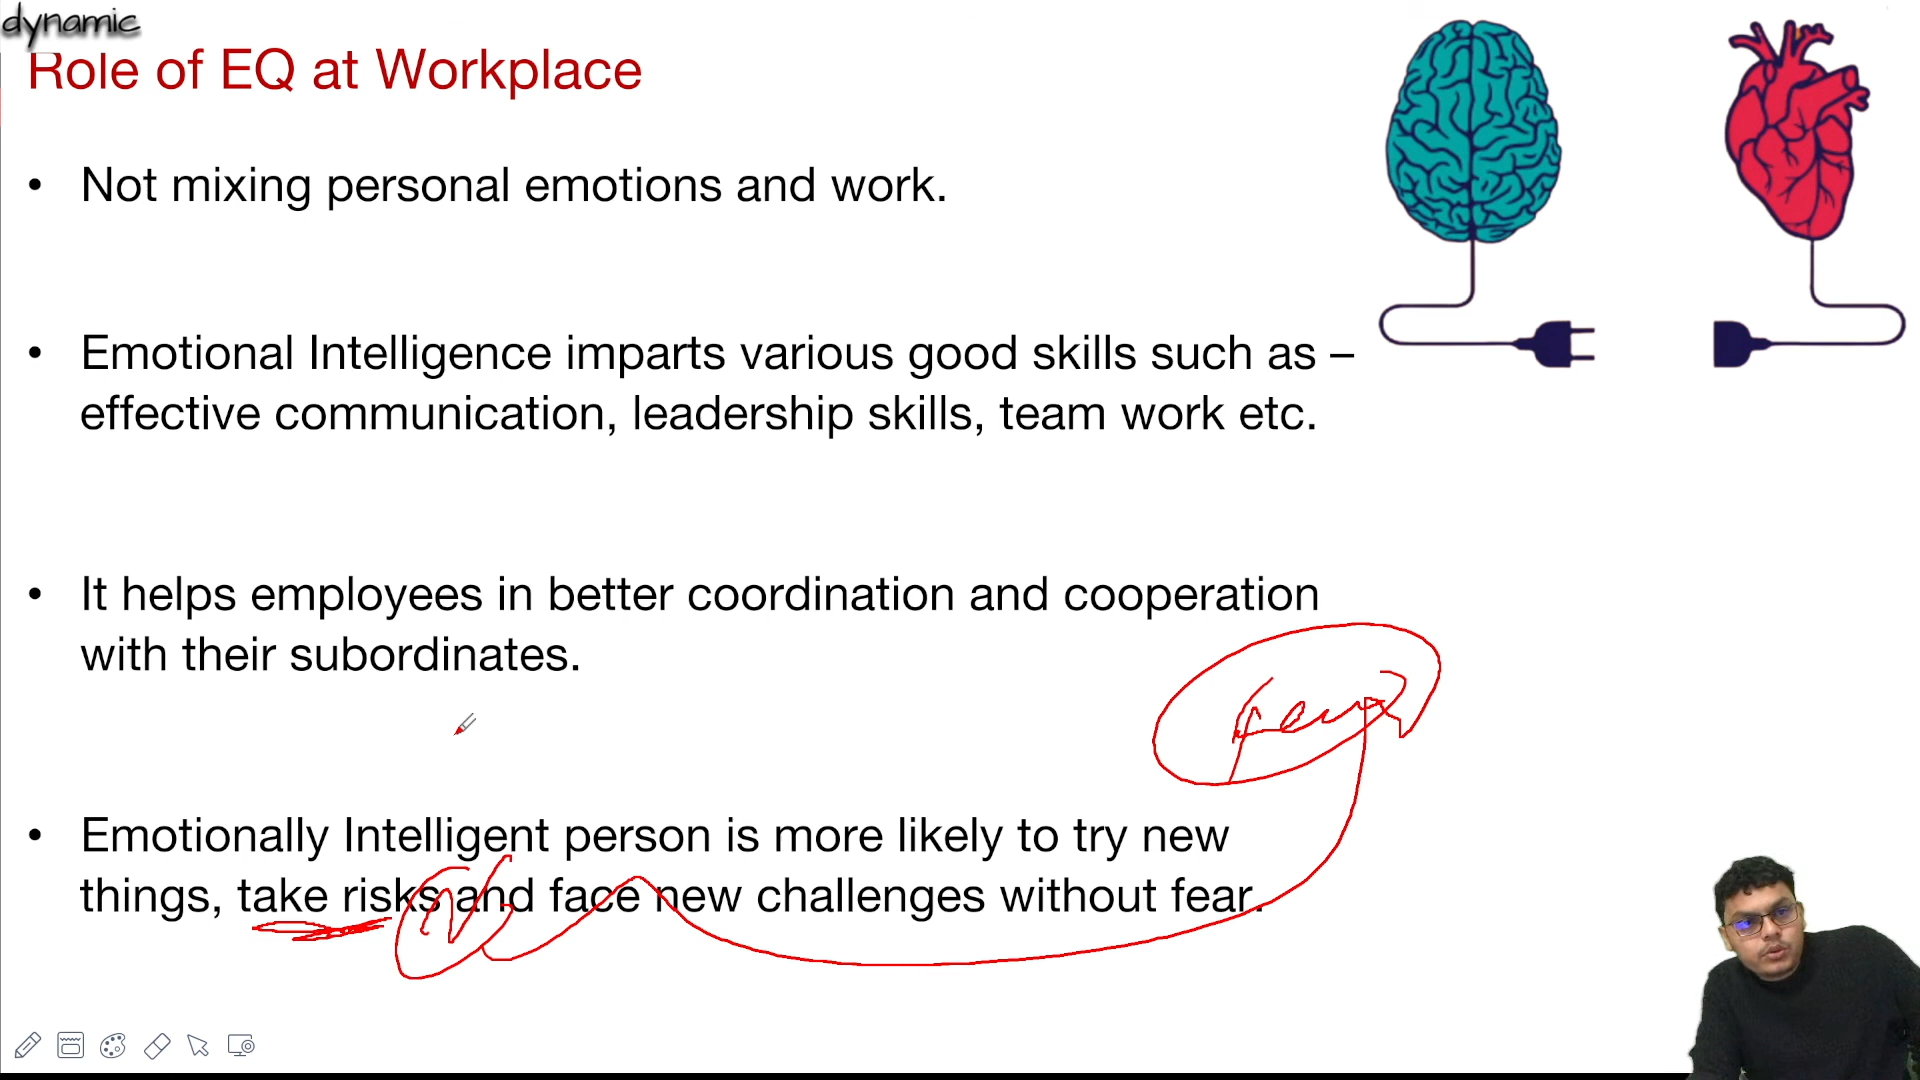 dynamic
Role of EQ at Workplace
• Not mixing personal emotions and work.
• Emotional Intelligence imparts various good skills such as –
effective communication, leadership skills, team work etc.
• It helps employees in better coordination and cooperation
with their subordinates.
• Emotionally Intelligent person is more likely to try new
things, take risks and face new challenges without fear.